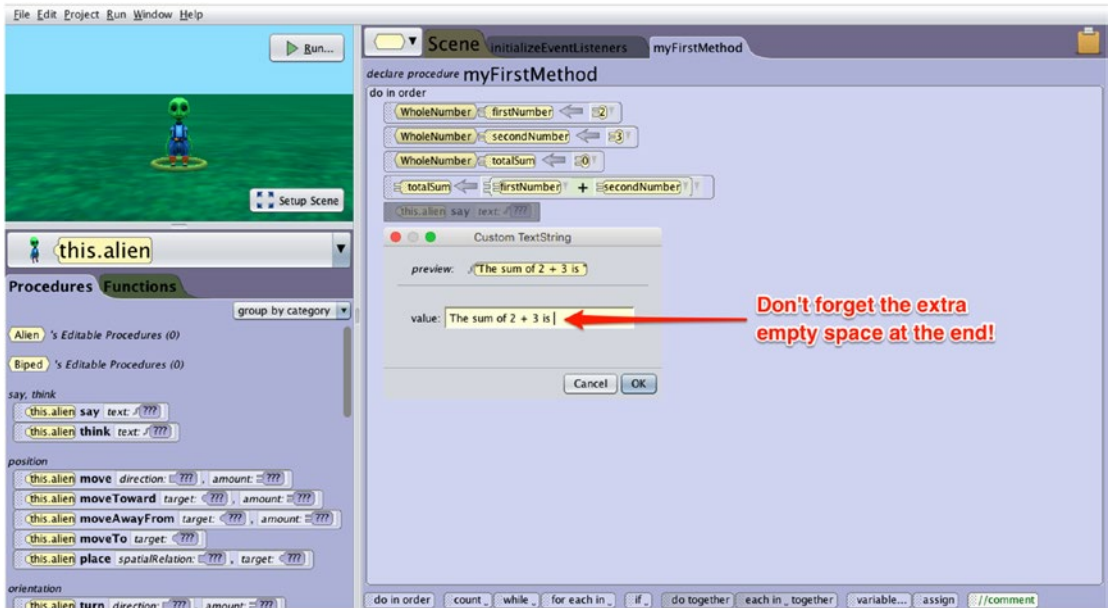 File Edit Project Run Window Help
Run...
Setup Scene
this.alien
Procedures Functions
group by category
Alien 's Editable Procedures (0)
Biped 's Editable Procedures (0)
say, think
this.alien say text: ???
this.alien think text: ???
position
this.alien move direction: ??? , amount: ???
this.alien moveToward target: ??? , amount: ???
this.alien moveAwayFrom target: ??? , amount: ???
this.alien moveTo target: ???
this.alien place spatialRelation: ??? , target: ???
orientation
this.alien turn direction: ??? , amount: ???
Scene initializeEventListeners myFirstMethod
declare procedure myFirstMethod
do in order
WholeNumber firstNumber 2
WholeNumber secondNumber 3
WholeNumber totalSum 0
totalSum firstNumber + secondNumber
this.alien say text: ???
Custom TextString
preview: "The sum of 2 + 3 is "
value: The sum of 2 + 3 is
Cancel OK
Don't forget the extra
empty space at the end!
do in order count _ while _ for each in _ if _ do together each in _ together variable... assign //comment